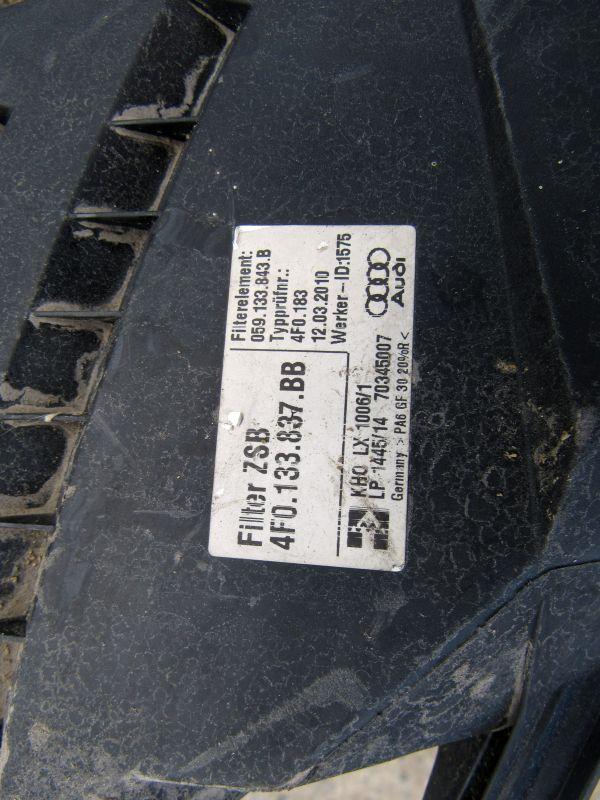 Filter ZSB
4F0.133.837.BB
Filterelement:
059.133.843.B
Typprüfnr.:
4F0.183
12.03.2010
Werker-ID:1575
KHO LX 1006/1
LP 1445/14 70345007
Germany > PA6 GF 30 20%R <
Audi